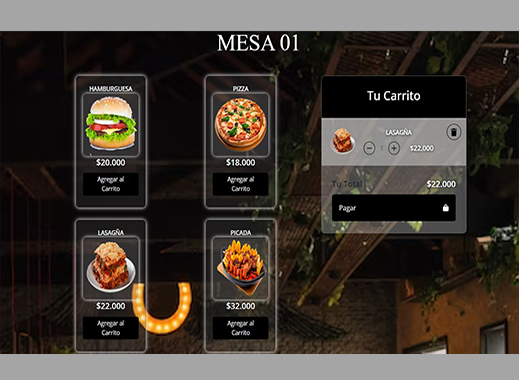 MESA 01
HAMBURGUESA
$20.000
Agregar al
Carrito
PIZZA
$18.000
Agregar al
Carrito
LASAGÑA
$22.000
Agregar al
Carrito
PICADA
$32.000
Agregar al
Carrito
Tu Carrito
LASAGÑA
1
$22.000
Tu Total
$22.000
Pagar